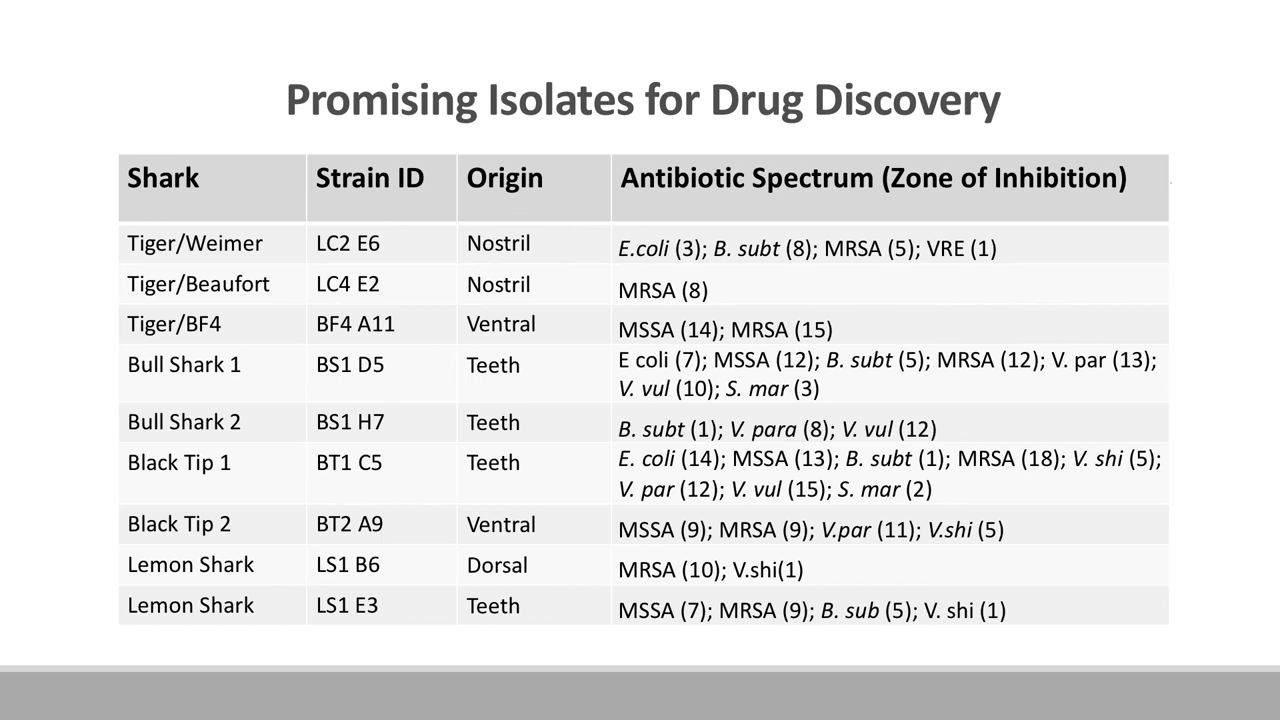 Promising Isolates for Drug Discovery
Shark Strain ID Origin Antibiotic Spectrum (Zone of Inhibition)
Tiger/Weimer LC2 E6 Nostril E.coli (3); B. subt (8); MRSA (5); VRE (1)
Tiger/Beaufort LC4 E2 Nostril MRSA (8)
Tiger/BF4 BF4 A11 Ventral MSSA (14); MRSA (15)
Bull Shark 1 BS1 D5 Teeth E coli (7); MSSA (12); B. subt (5); MRSA (12); V. par (13);
V. vul (10); S. mar (3)
Bull Shark 2 BS1 H7 Teeth B. subt (1); V. para (8); V. vul (12)
Black Tip 1 BT1 C5 Teeth E. coli (14); MSSA (13); B. subt (1); MRSA (18); V. shi (5);
V. par (12); V. vul (15); S. mar (2)
Black Tip 2 BT2 A9 Ventral MSSA (9); MRSA (9); V.par (11); V.shi (5)
Lemon Shark LS1 B6 Dorsal MRSA (10); V.shi(1)
Lemon Shark LS1 E3 Teeth MSSA (7); MRSA (9); B. sub (5); V. shi (1)